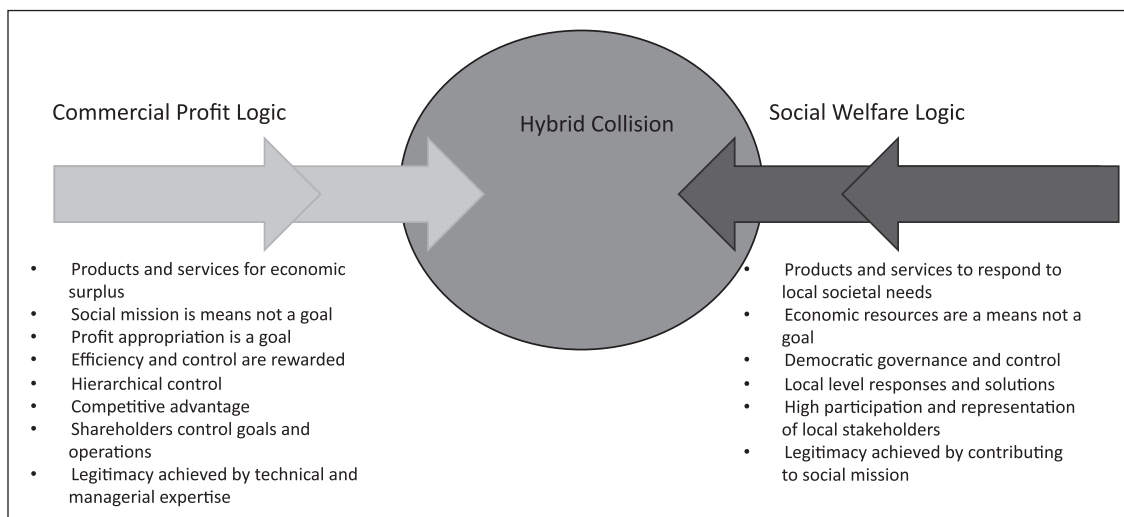 Commercial Profit Logic
Hybrid Collision
Social Welfare Logic
• Products and services for economic
surplus
• Social mission is means not a goal
• Profit appropriation is a goal
• Efficiency and control are rewarded
• Hierarchical control
• Competitive advantage
• Shareholders control goals and
operations
• Legitimacy achieved by technical and
managerial expertise
• Products and services to respond to
local societal needs
• Economic resources are a means not a
goal
• Democratic governance and control
• Local level responses and solutions
• High participation and representation
of local stakeholders
• Legitimacy achieved by contributing
to social mission